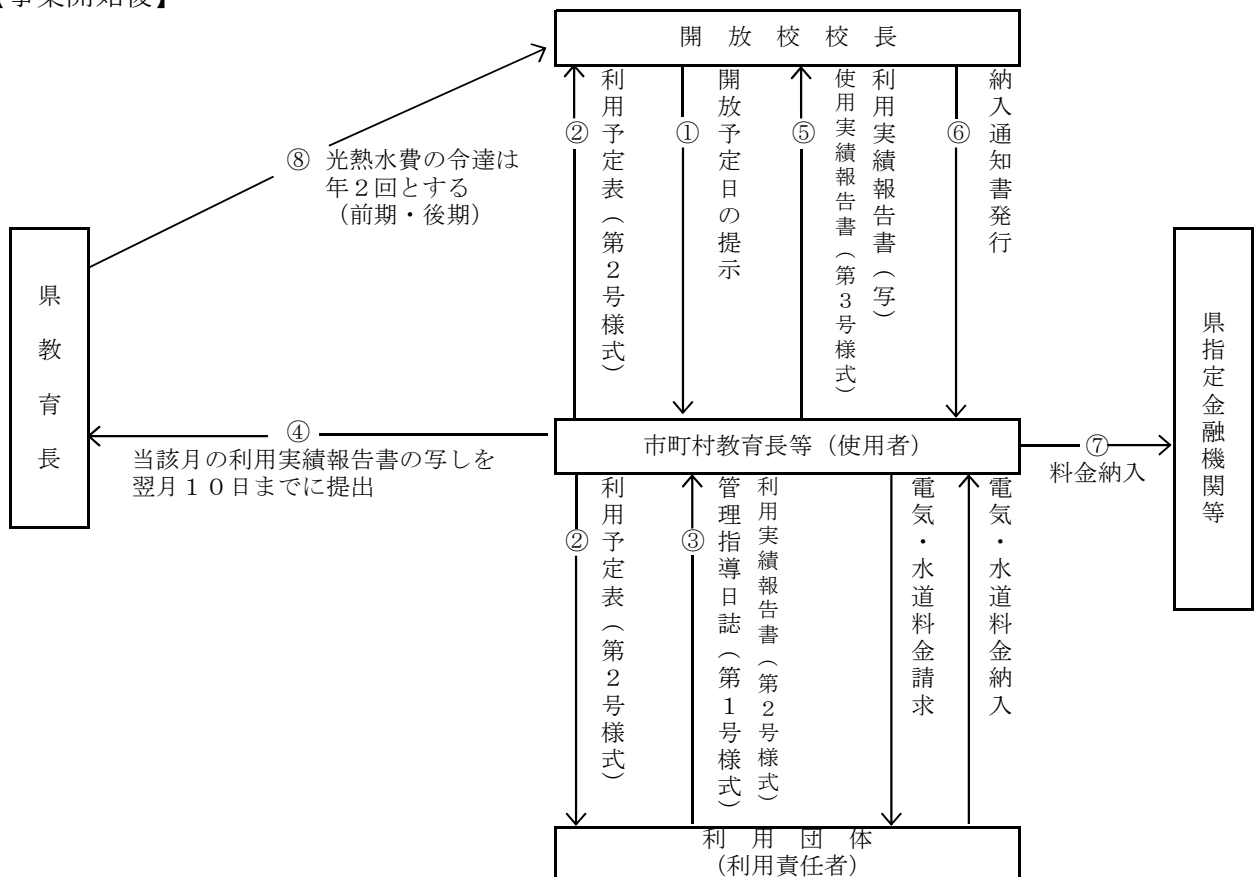 【事業開始後】
開放校校長
② 利用予定表(第2号様式)
① 開放予定日の提示
⑤ 使用実績報告書(第3号様式)
利用実績報告書(写)
⑥ 納入通知書発行
⑧ 光熱水費の令達は
年2回とする
(前期・後期)
県教育長
県指定金融機関等
④
当該月の利用実績報告書の写しを
翌月10日までに提出
市町村教育長等(使用者)
⑦
料金納入
② 利用予定表(第2号様式)
③ 管理指導日誌(第1号様式)
利用実績報告書(第2号様式)
電気・水道料金請求
電気・水道料金納入
利用団体
(利用責任者)